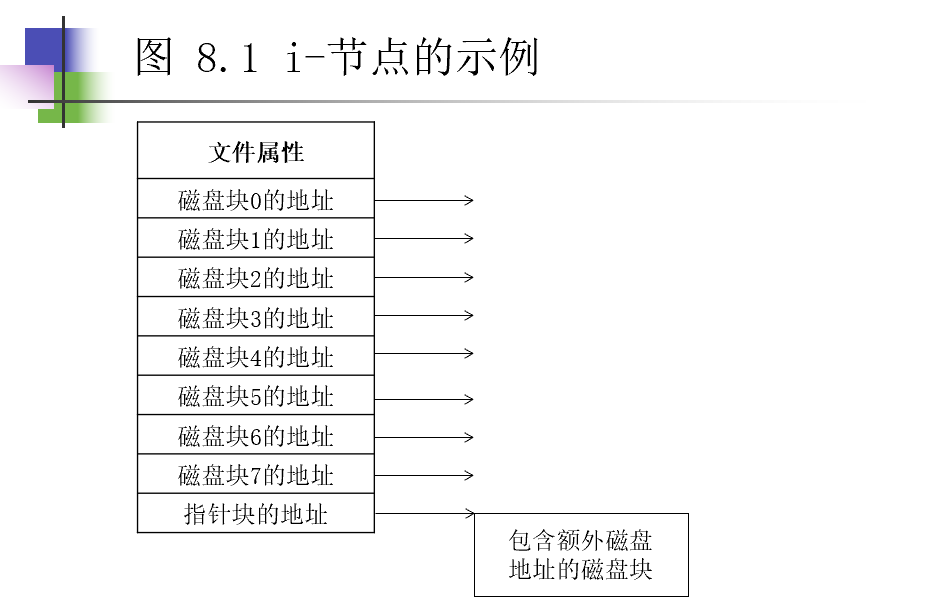 图 8.1 i-节点的示例
文件属性
磁盘块0的地址
磁盘块1的地址
磁盘块2的地址
磁盘块3的地址
磁盘块4的地址
磁盘块5的地址
磁盘块6的地址
磁盘块7的地址
指针块的地址
包含额外磁盘
地址的磁盘块